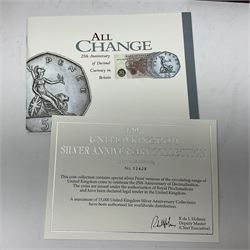 ALL
CHANGE
25th Anniversary
of Decimal
Currency in
Britain
PENCE
1996
UNITED KINGDOM
SILVER ANNIVERSARY COLLECTION
No.
This coin collection contains special silver Proof versions of the circulating range of
United Kingdom coins to celebrate the 25th Anniversary of Decimalisation.
The coins are issued under the authorisation of Royal Proclamations
and have been declared legal tender in the United Kingdom.
A maximum of 15,000 United Kingdom Silver Anniversary Collections
have been authorised for worldwide distribution.
R de L Holmes
Deputy Master
(Chief Executive)